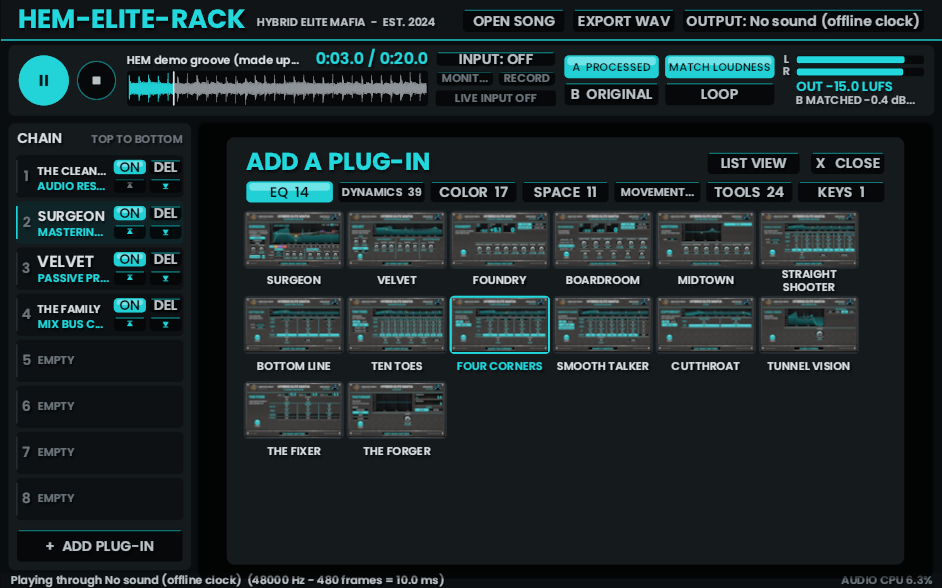 HEM-ELITE-RACK HYBRID ELITE MAFIA - EST. 2024 OPEN SONG EXPORT WAV OUTPUT: No sound (offline clock)
HEM demo groove (made up... 0:03.0 / 0:20.0
INPUT: OFF
MONIT... RECORD
LIVE INPUT OFF
A PROCESSED MATCH LOUDNESS
B ORIGINAL LOOP
L
R
OUT -15.0 LUFS
B MATCHED -0.4 dB...
CHAIN TOP TO BOTTOM
1 THE CLEAN... ON DEL
AUDIO RES...
2 SURGEON ON DEL
MASTERIN...
3 VELVET ON DEL
PASSIVE PR...
4 THE FAMILY ON DEL
MIX BUS C...
5 EMPTY
6 EMPTY
7 EMPTY
8 EMPTY
+ ADD PLUG-IN
ADD A PLUG-IN LIST VIEW X CLOSE
EQ 14 DYNAMICS 39 COLOR 17 SPACE 11 MOVEMENT... TOOLS 24 KEYS 1
SURGEON VELVET FOUNDRY BOARDROOM MIDTOWN STRAIGHT
SHOOTER
BOTTOM LINE TEN TOES FOUR CORNERS SMOOTH TALKER CUTTHROAT TUNNEL VISION
THE FIXER THE FORGER
Playing through No sound (offline clock) (48000 Hz - 480 frames = 10.0 ms) AUDIO CPU 6.3%